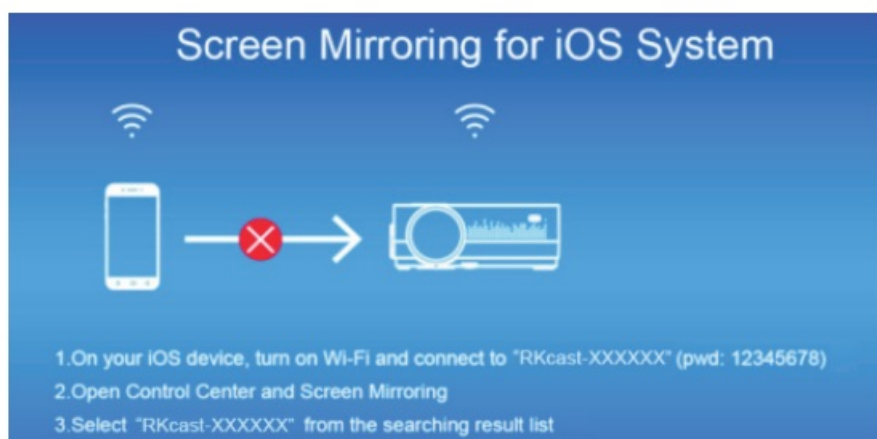 Screen Mirroring for iOS System
1.On your iOS device, turn on Wi-Fi and connect to "RKcast-XXXXXX" (pwd: 12345678)
2.Open Control Center and Screen Mirroring
3.Select "RKcast-XXXXXX" from the searching result list